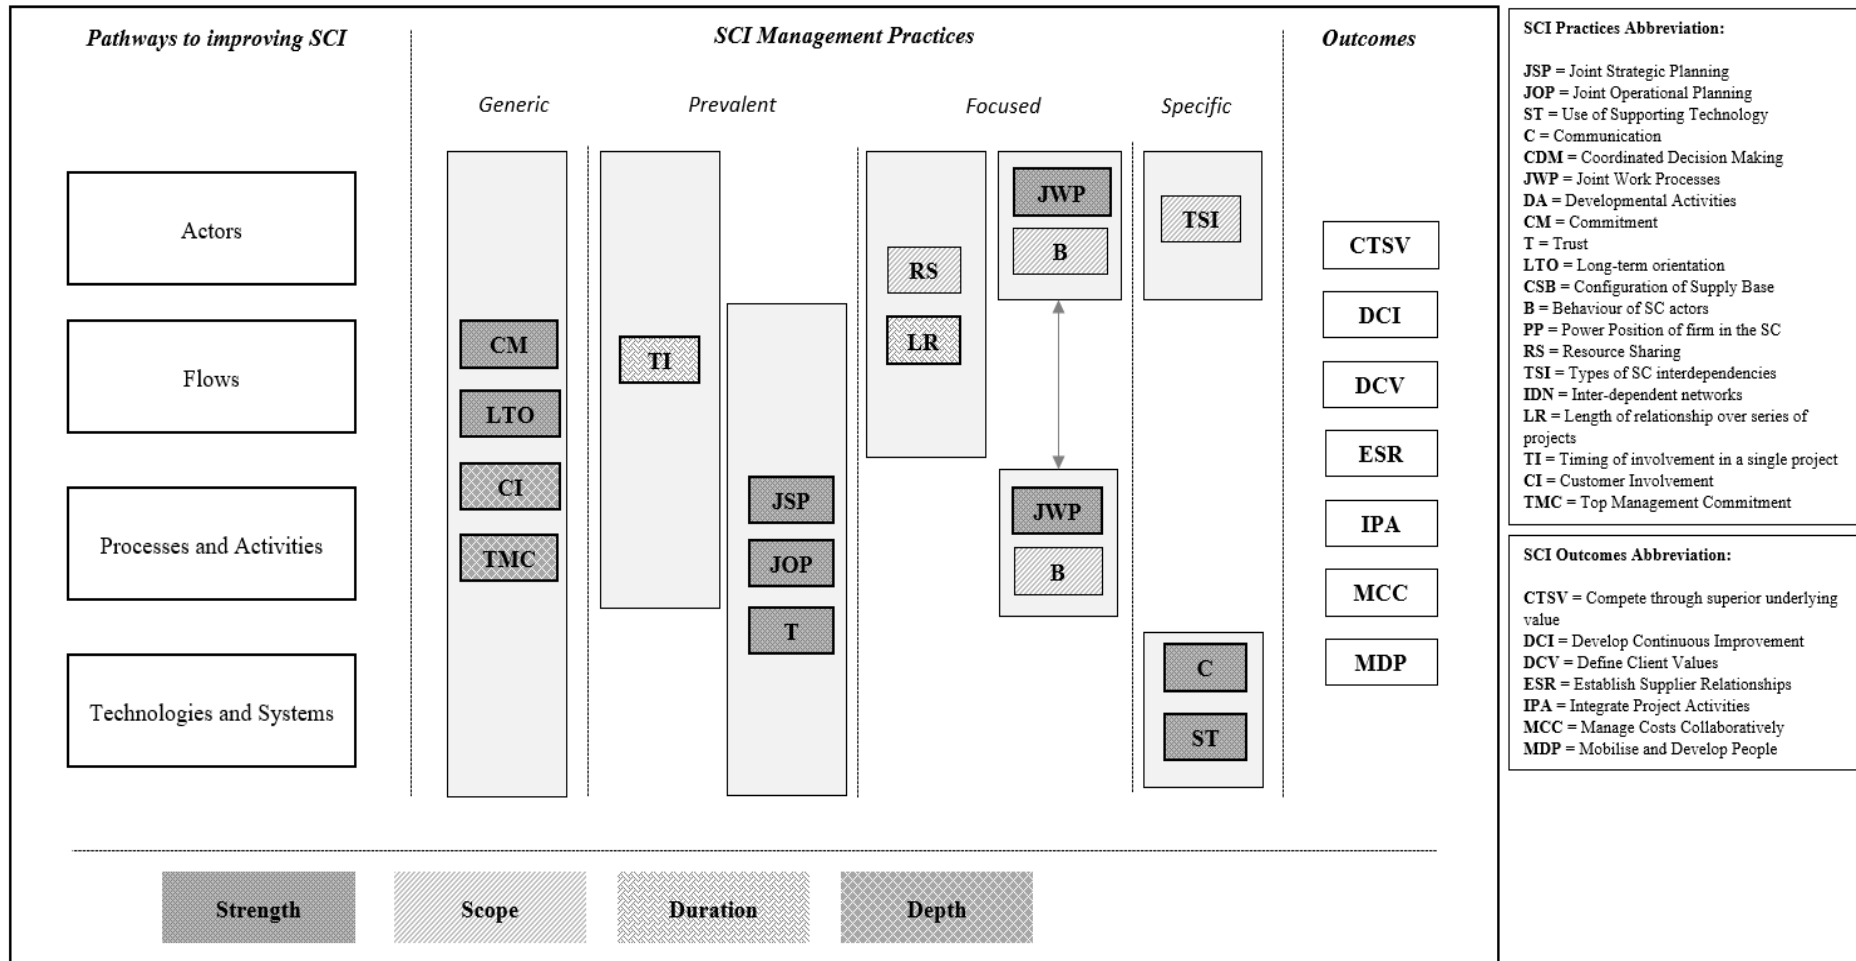 Pathways to improving SCI
SCI Management Practices
Outcomes
Generic
Prevalent
Focused
Specific
Actors
Flows
Processes and Activities
Technologies and Systems
CM
LTO
CI
TMC
TI
JSP
JOP
T
RS
LR
JWP
B
JWP
B
TSI
C
ST
CTSV
DCI
DCV
ESR
IPA
MCC
MDP
Strength
Scope
Duration
Depth
SCI Practices Abbreviation:
JSP = Joint Strategic Planning
JOP = Joint Operational Planning
ST = Use of Supporting Technology
C = Communication
CDM = Coordinated Decision Making
JWP = Joint Work Processes
DA = Developmental Activities
CM = Commitment
T = Trust
LTO = Long-term orientation
CSB = Configuration of Supply Base
B = Behaviour of SC actors
PP = Power Position of firm in the SC
RS = Resource Sharing
TSI = Types of SC interdependencies
IDN = Inter-dependent networks
LR = Length of relationship over series of
projects
TI = Timing of involvement in a single project
CI = Customer Involvement
TMC = Top Management Commitment
SCI Outcomes Abbreviation:
CTSV = Compete through superior underlying
value
DCI = Develop Continuous Improvement
DCV = Define Client Values
ESR = Establish Supplier Relationships
IPA = Integrate Project Activities
MCC = Manage Costs Collaboratively
MDP = Mobilise and Develop People